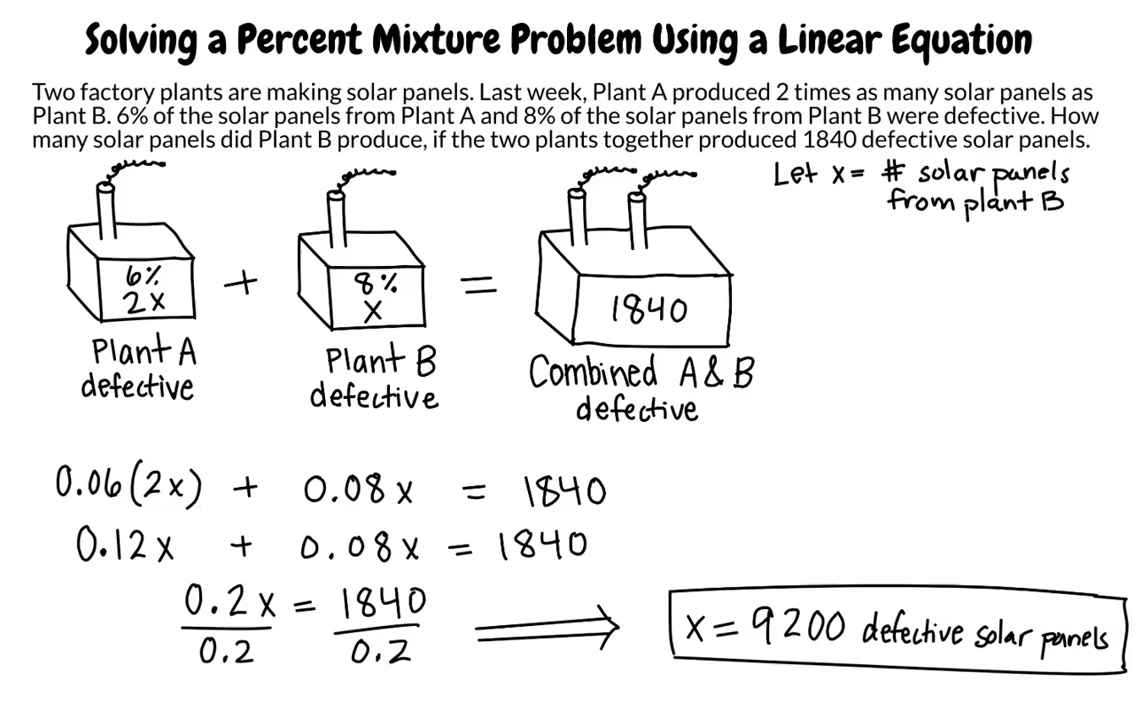 Solving a Percent Mixture Problem Using a Linear Equation
Two factory plants are making solar panels. Last week, Plant A produced 2 times as many solar panels as
Plant B. 6% of the solar panels from Plant A and 8% of the solar panels from Plant B were defective. How
many solar panels did Plant B produce, if the two plants together produced 1840 defective solar panels.
Let x = # solar panels
from plant B
6%
2x
+
8%
x
=
1840
Plant A
defective
Plant B
defective
Combined A & B
defective
0.06(2x) + 0.08x = 1840
0.12x + 0.08x = 1840
0.2x = 1840
0.2 0.2
x = 9200 defective solar panels